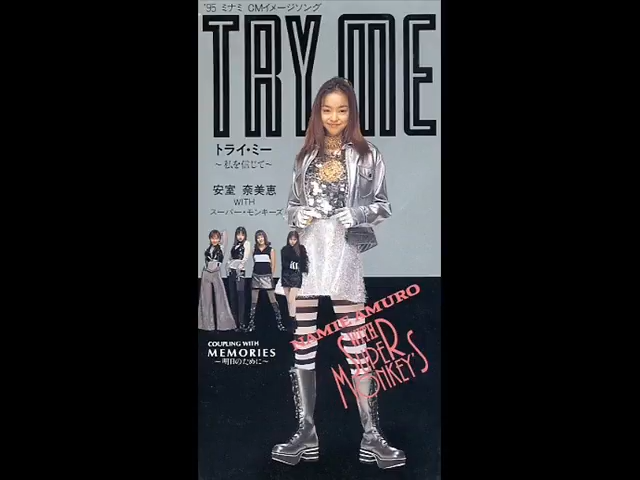 '95 ミナミ CMイメージソング
TRY ME
トライ・ミー
～私を信じて～
安室 奈美恵
WITH
スーパー・モンキーズ
NAMIE AMURO
WITH
SUPER
MONKEY'S
COUPLING WITH
MEMORIES
～明日のために～